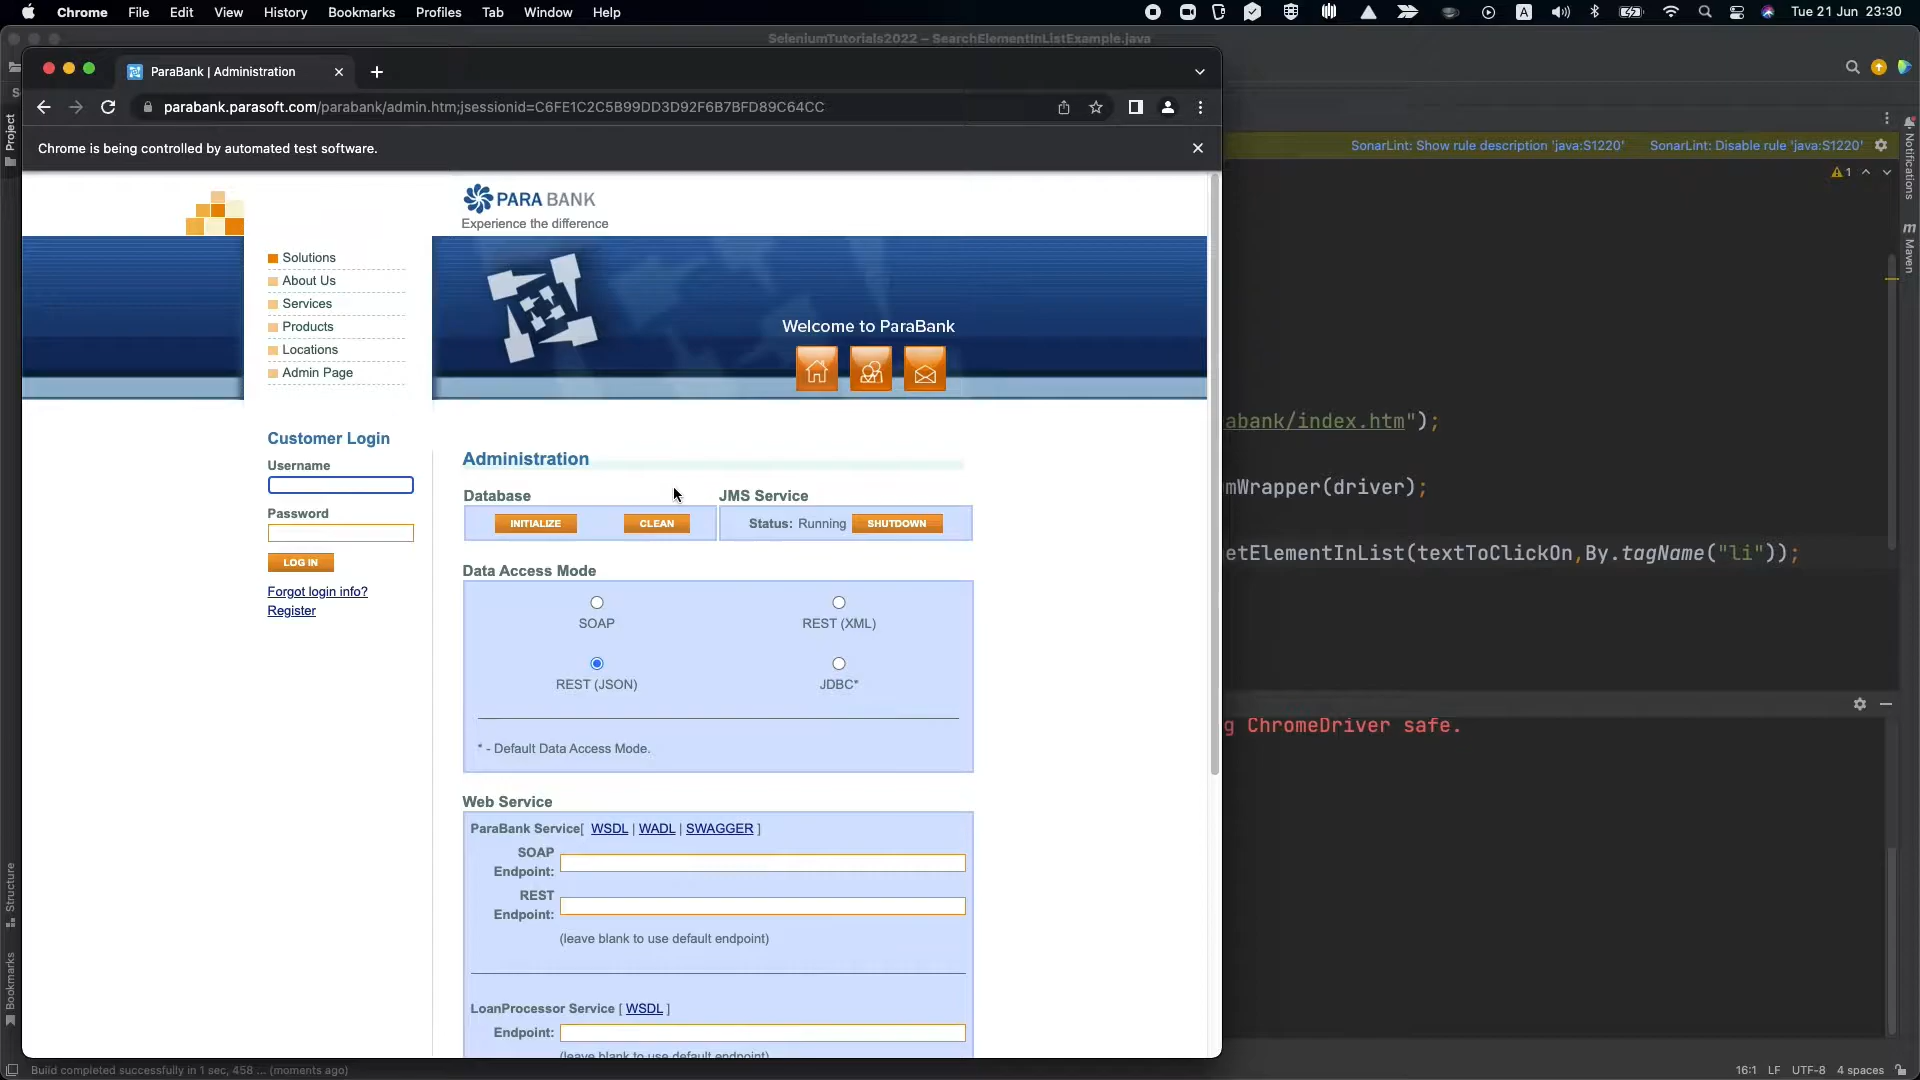 Chrome File Edit View History Bookmarks Profiles Tab Window Help
A
Tue 21 Jun 23:30
SeleniumTutorials2022 – SearchElementInListExample.java
ParaBank | Administration
parabank.parasoft.com/parabank/admin.htm;jsessionid=C6FE1C2C5B99DD3D92F6B7BFD89C64CC
Chrome is being controlled by automated test software.
SonarLint: Show rule description 'java:S1220'
SonarLint: Disable rule 'java:S1220'
1
Project
Notifications
m Maven
PARA BANK
Experience the difference
Solutions
About Us
Services
Products
Locations
Admin Page
Welcome to ParaBank
Customer Login
Username
Password
LOG IN
Forgot login info?
Register
Administration
Database
JMS Service
INITIALIZE
CLEAN
Status: Running
SHUTDOWN
Data Access Mode
SOAP
REST (XML)
REST (JSON)
JDBC*
* - Default Data Access Mode.
Web Service
ParaBank Service[ WSDL | WADL | SWAGGER ]
SOAP
Endpoint:
REST
Endpoint:
(leave blank to use default endpoint)
LoanProcessor Service [ WSDL ]
Endpoint:
(leave blank to use default endpoint)
abank/index.htm");
mWrapper(driver);
etElementInList(textToClickOn,By.tagName("li"));
g ChromeDriver safe.
Structure
Bookmarks
Build completed successfully in 1 sec, 458 ... (moments ago)
16:1 LF UTF-8 4 spaces